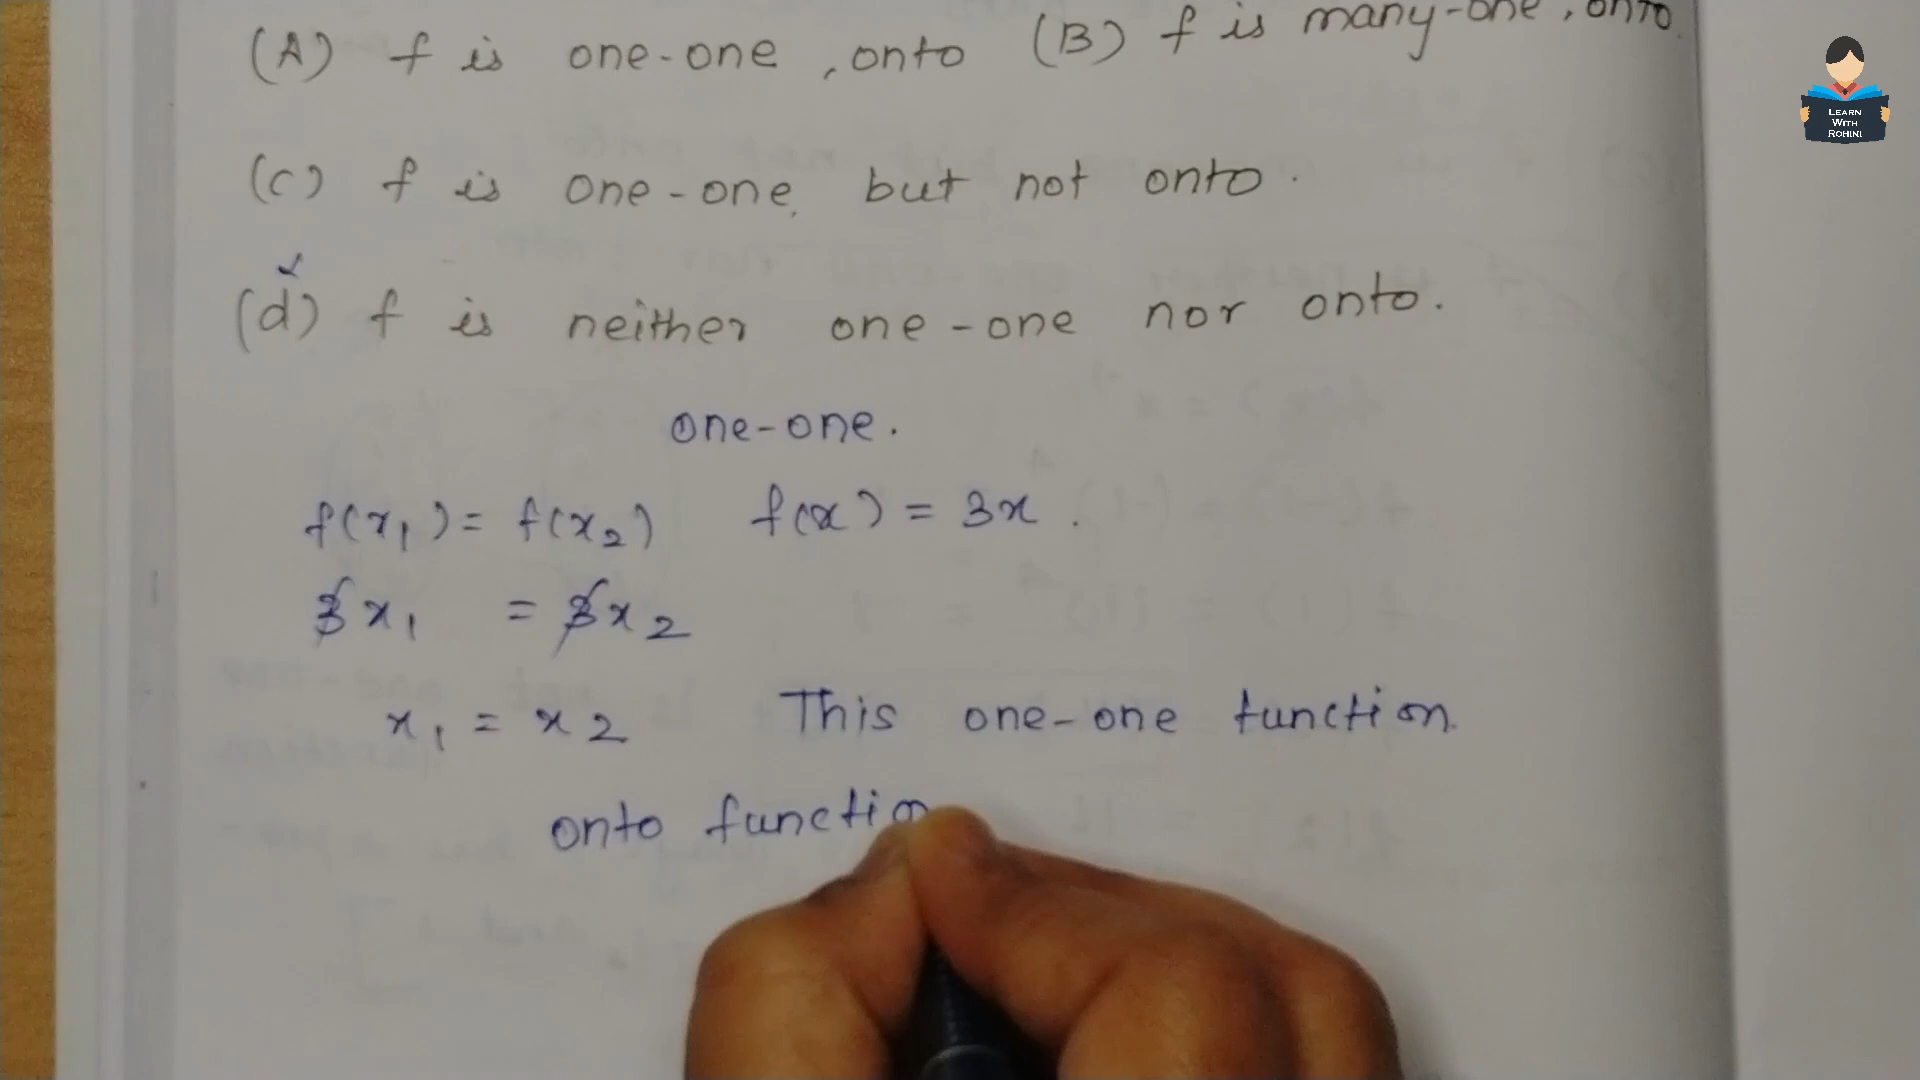 (A) f is one-one, onto (B) f is many-one, onto.
(C) f is one-one, but not onto.
(d) f is neither one-one nor onto.
one-one.
f(x₁) = f(x₂) f(x) = 3x.
3x₁ = 3x₂
x₁ = x₂ This one-one function.
onto function
LEARN
WITH
ROHINI